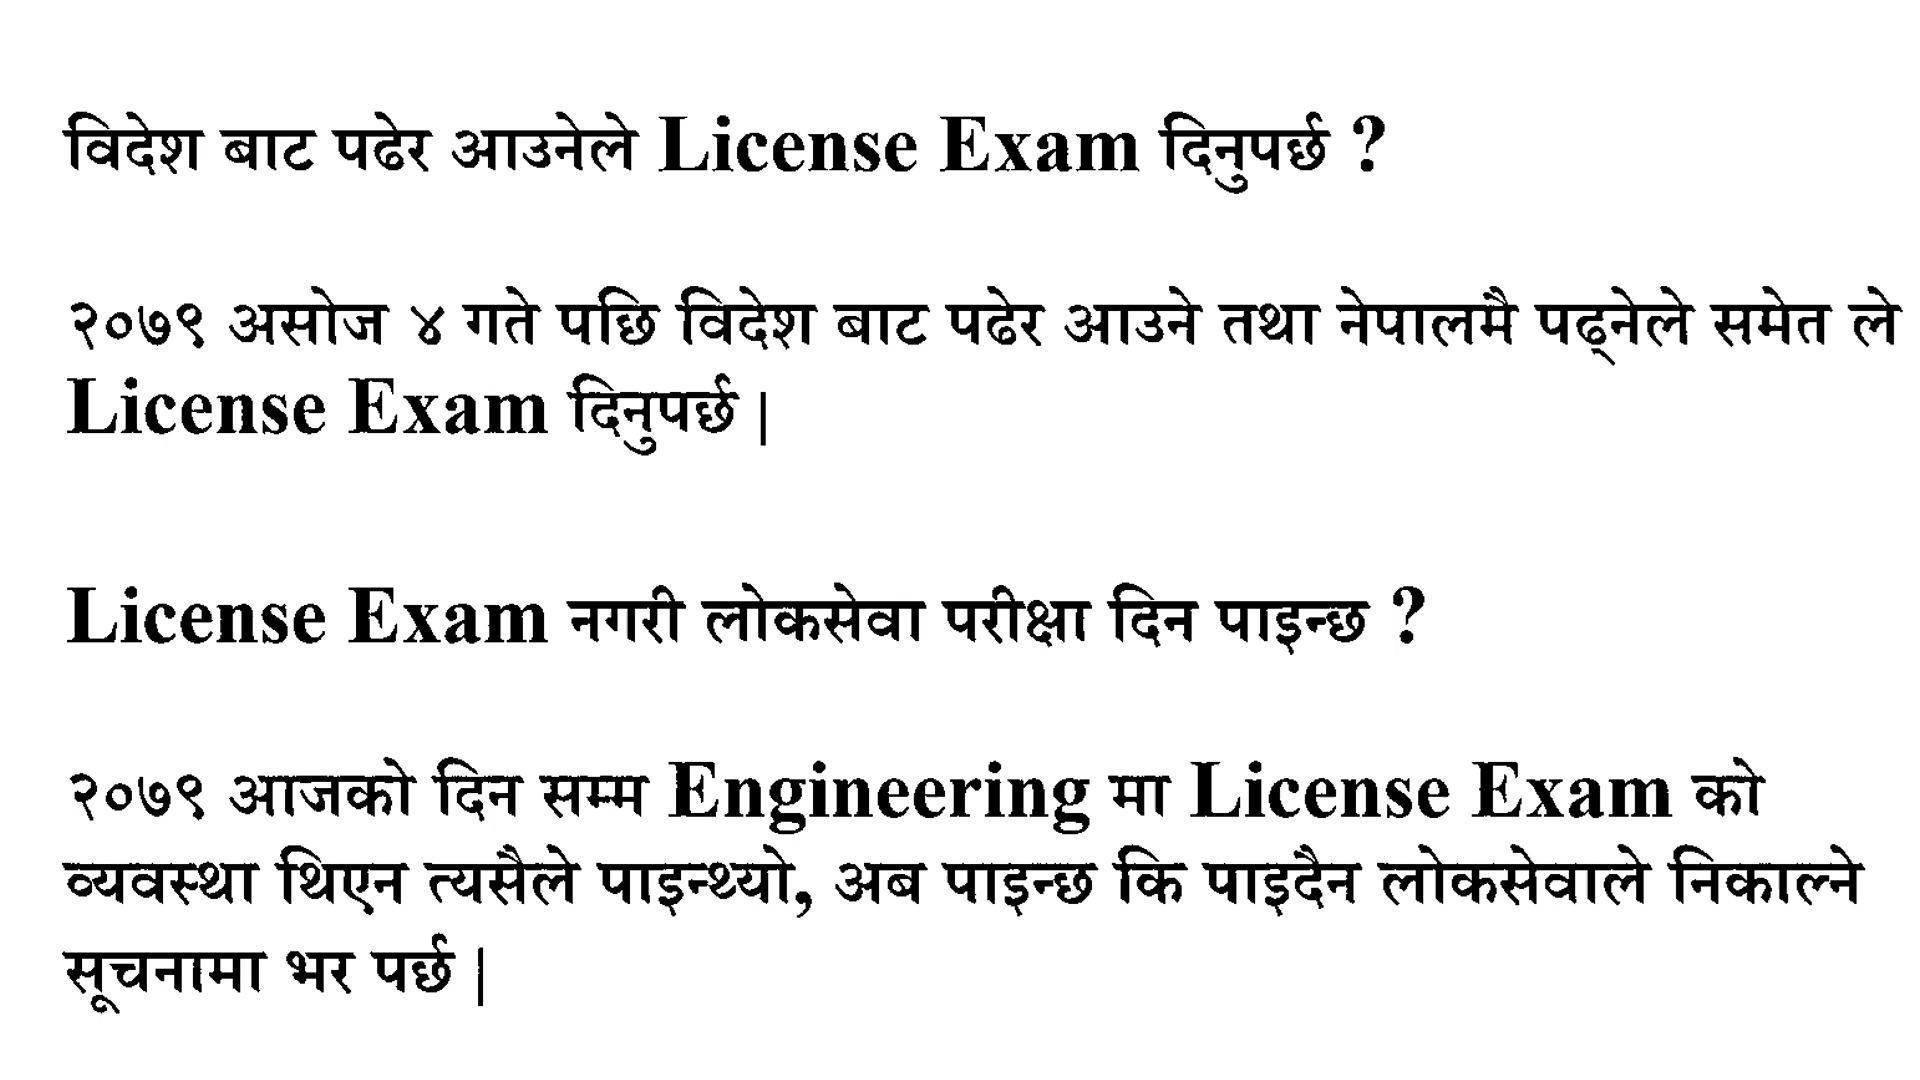 विदेश बाट पढेर आउनेले License Exam दिनुपर्छ ?
२०७९ असोज ४ गते पछि विदेश बाट पढेर आउने तथा नेपालमै पढ्नेले समेत ले
License Exam दिनुपर्छ |
License Exam नगरी लोकसेवा परीक्षा दिन पाइन्छ ?
२०७९ आजको दिन सम्म Engineering मा License Exam को
व्यवस्था थिएन त्यसैले पाइन्थ्यो, अब पाइन्छ कि पाइदैन लोकसेवाले निकाल्ने
सूचनामा भर पर्छ |